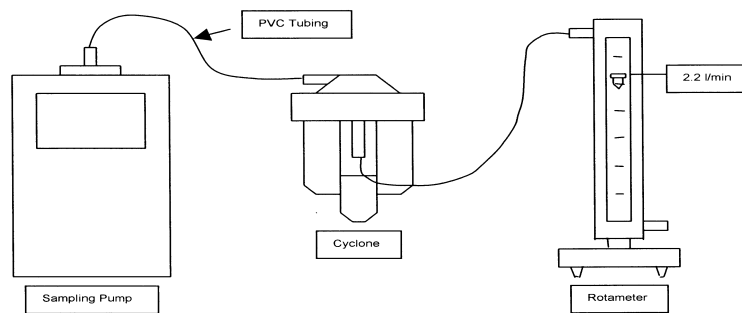 PVC Tubing
2.2 l/min
Cyclone
Sampling Pump
Rotameter